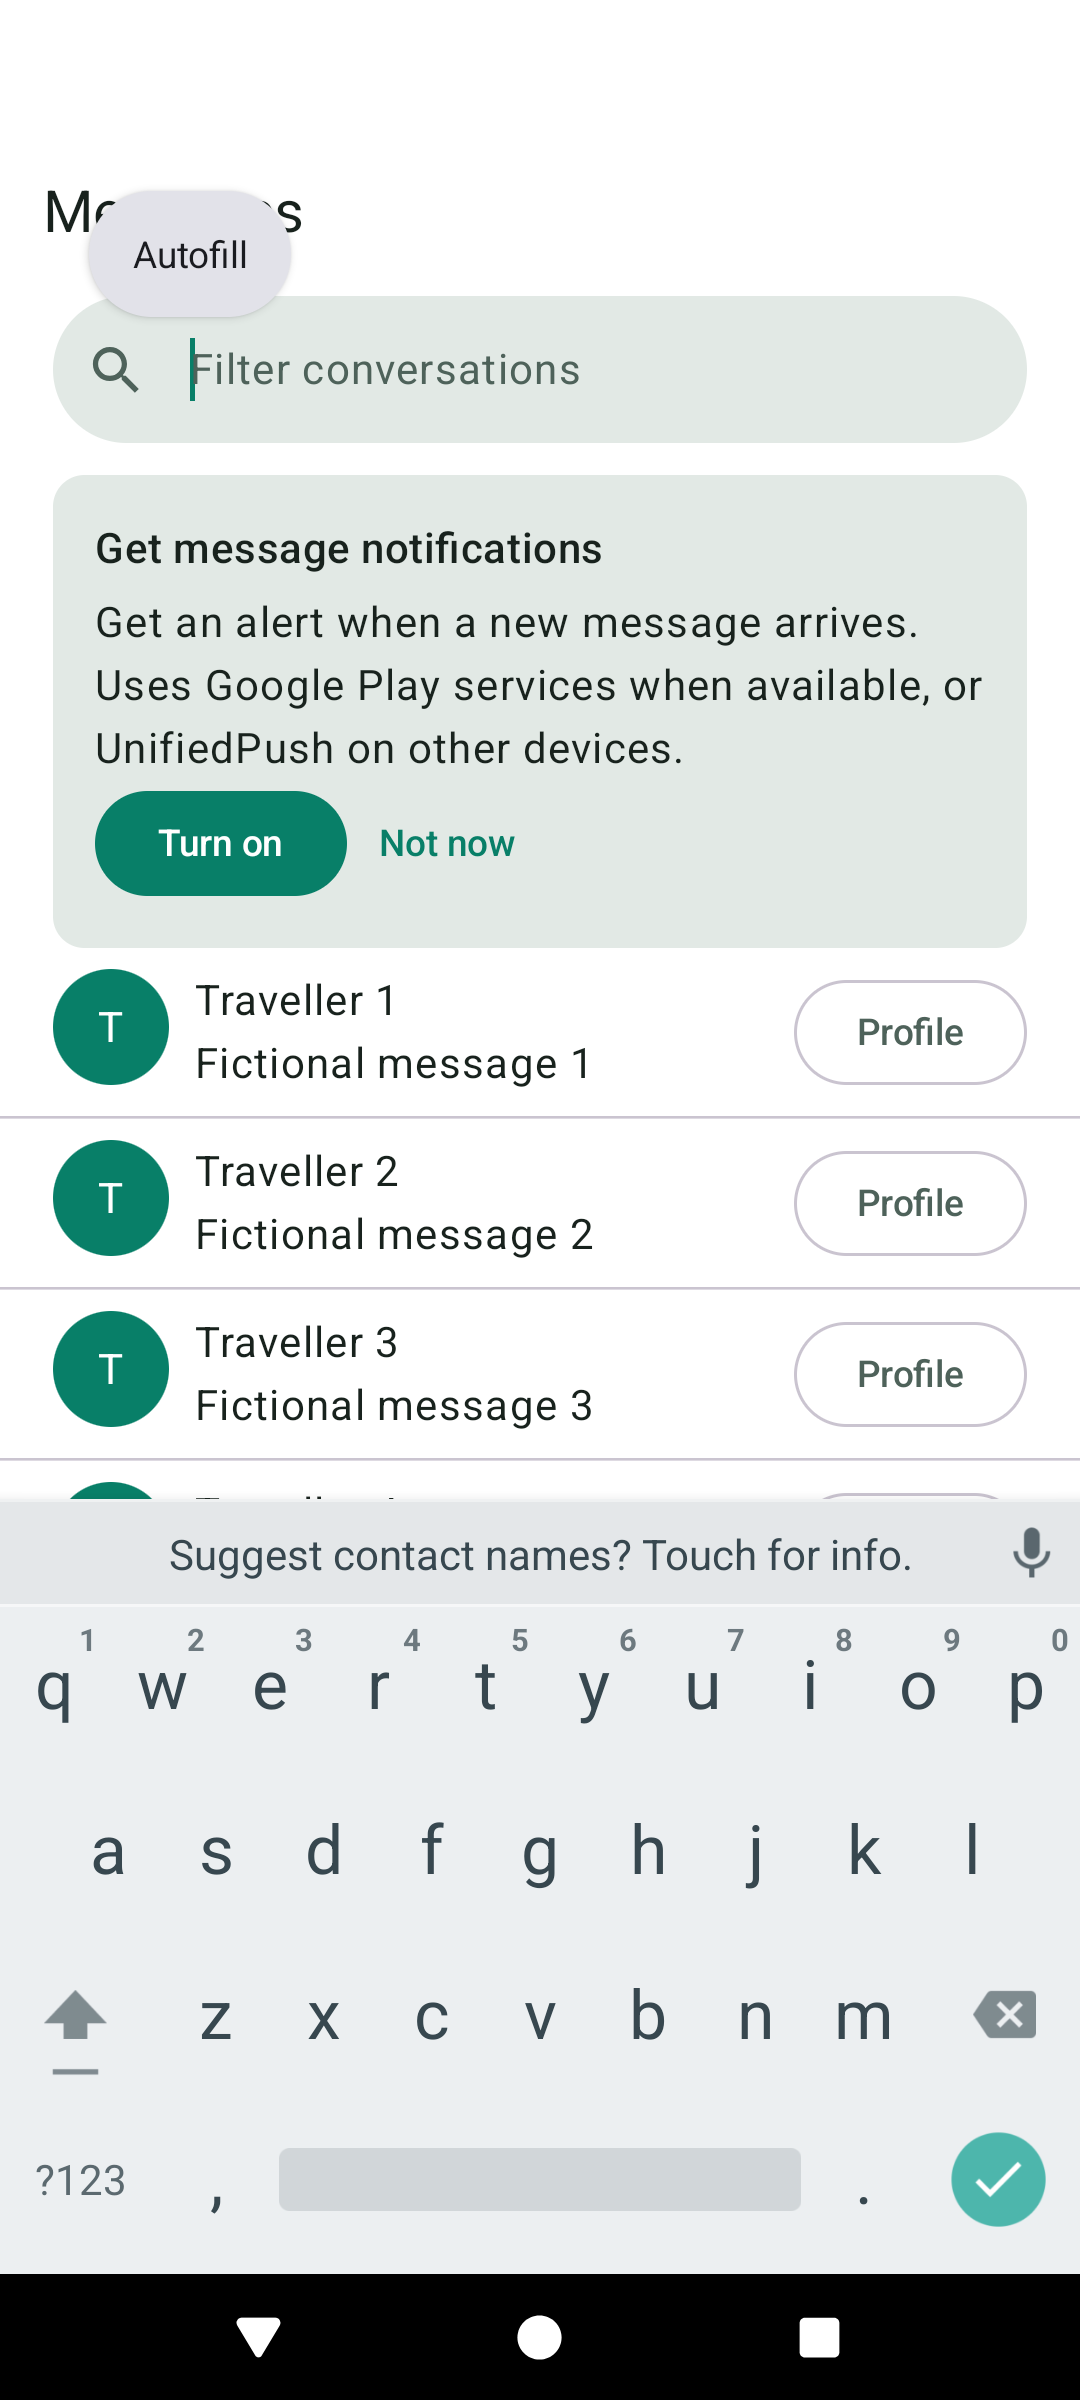 Autofill
Filter conversations
Get message notifications
Get an alert when a new message arrives.
Uses Google Play services when available, or
UnifiedPush on other devices.
Turn on
Not now
T
Traveller 1
Fictional message 1
Profile
T
Traveller 2
Fictional message 2
Profile
T
Traveller 3
Fictional message 3
Profile
Suggest contact names? Touch for info.
1 2 3 4 5 6 7 8 9 0
q w e r t y u i o p
a s d f g h j k l
z x c v b n m
?123 , .